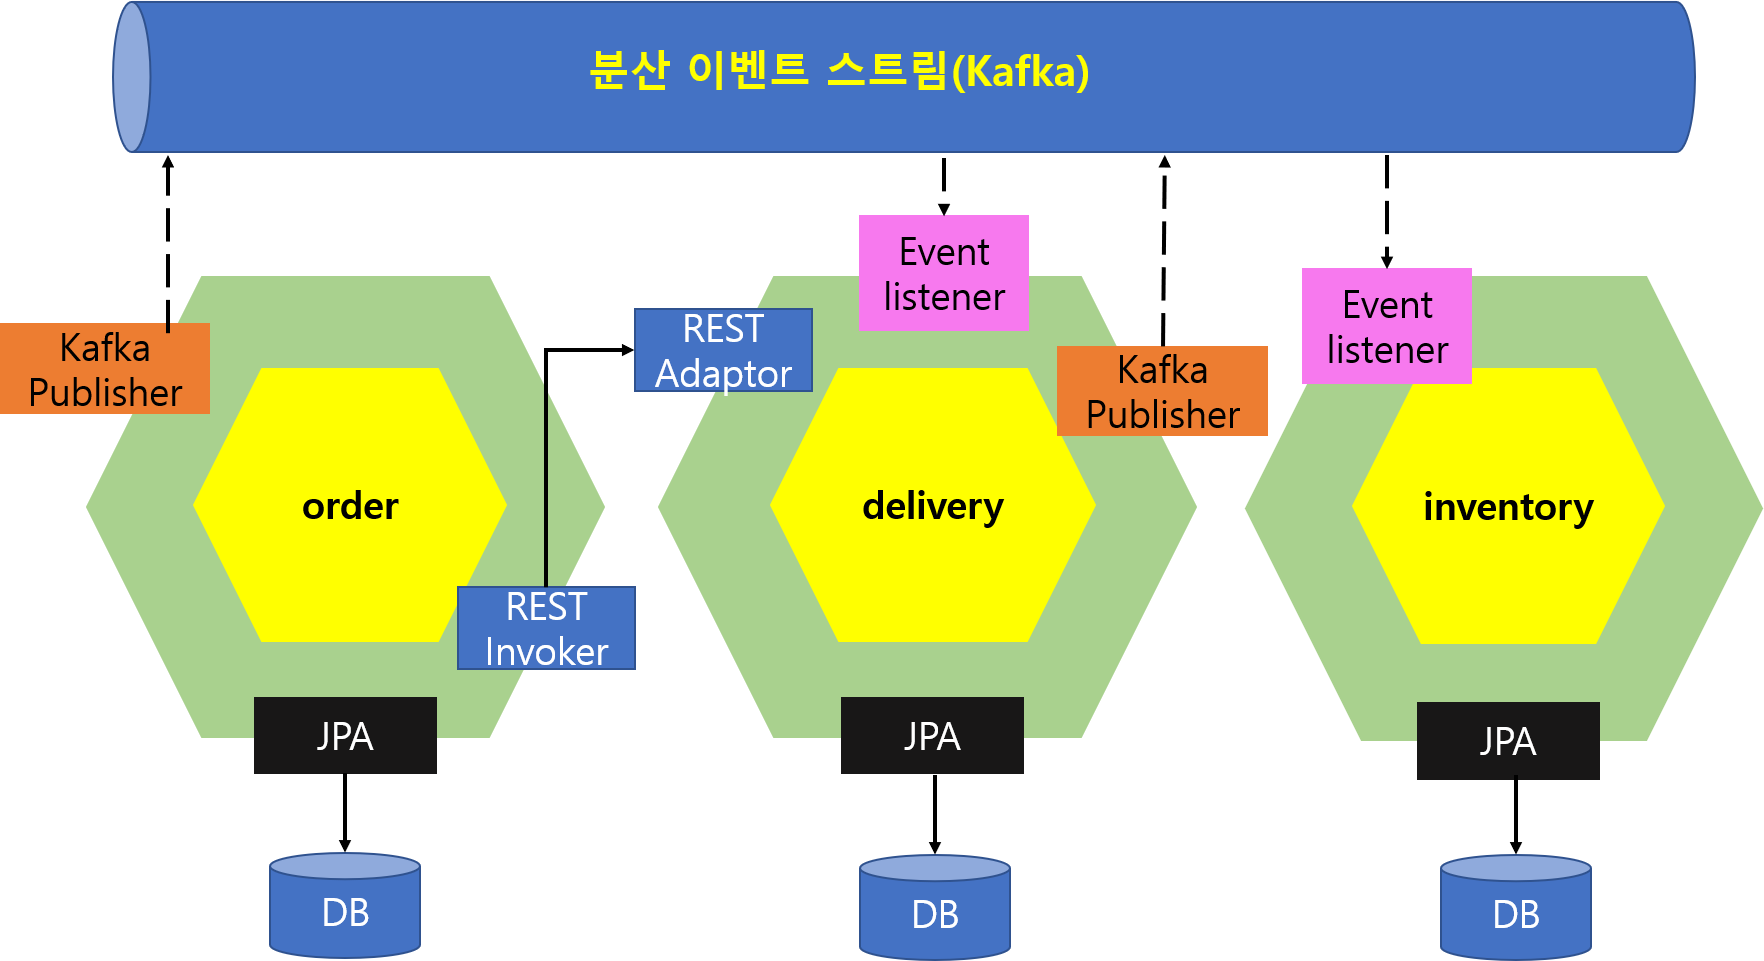 분산 이벤트 스트림(Kafka)
Event
listener
Event
listener
Kafka
Publisher
REST
Adaptor
Kafka
Publisher
order
delivery
inventory
REST
Invoker
JPA
JPA
JPA
DB
DB
DB